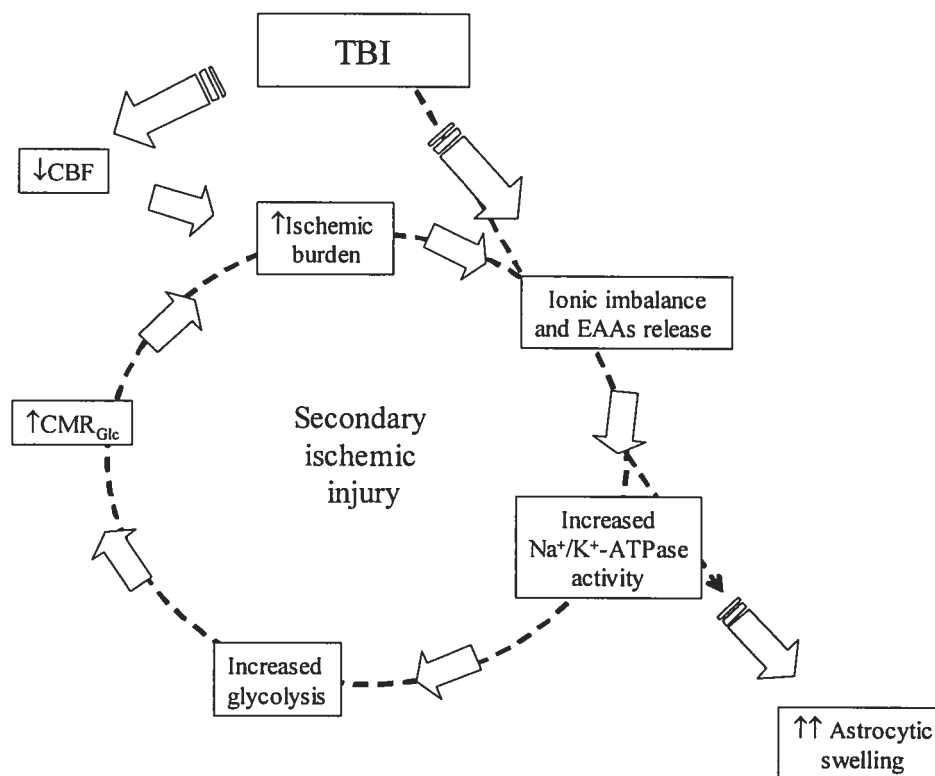 TBI
↓CBF
↑Ischemic
burden
Ionic imbalance
and EAAs release
↑CMR_Glc
Secondary
ischemic
injury
Increased
Na⁺/K⁺-ATPase
activity
Increased
glycolysis
↑↑ Astrocytic
swelling